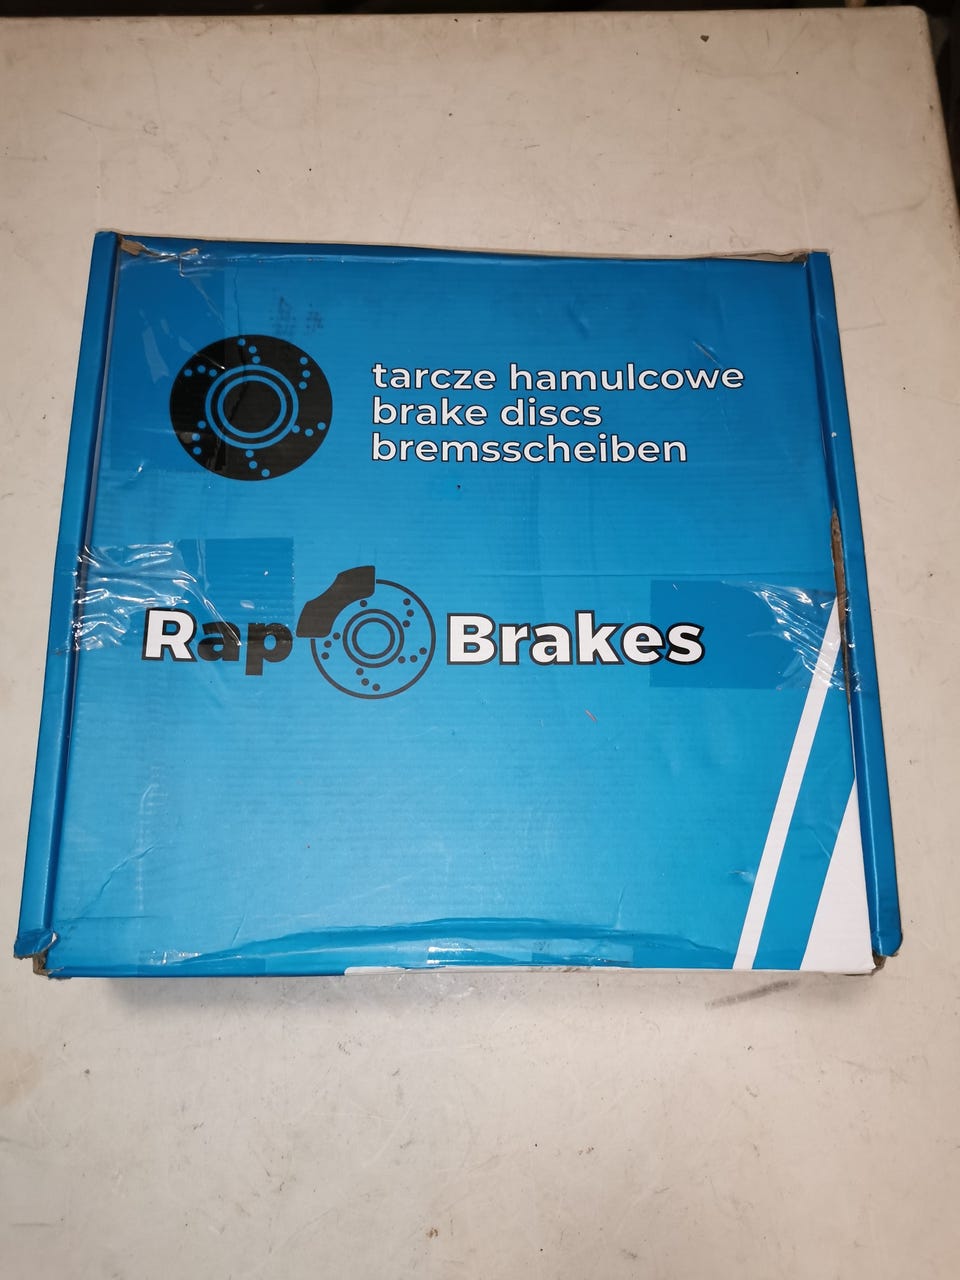 tarcze hamulcowe
brake discs
bremsscheiben
Rap Brakes